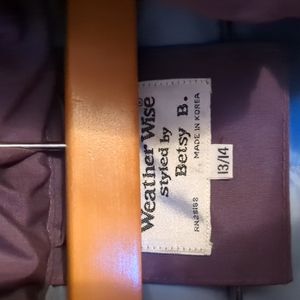 Weather Wise®
Styled by
Betsy B.
MADE IN KOREA
13/14